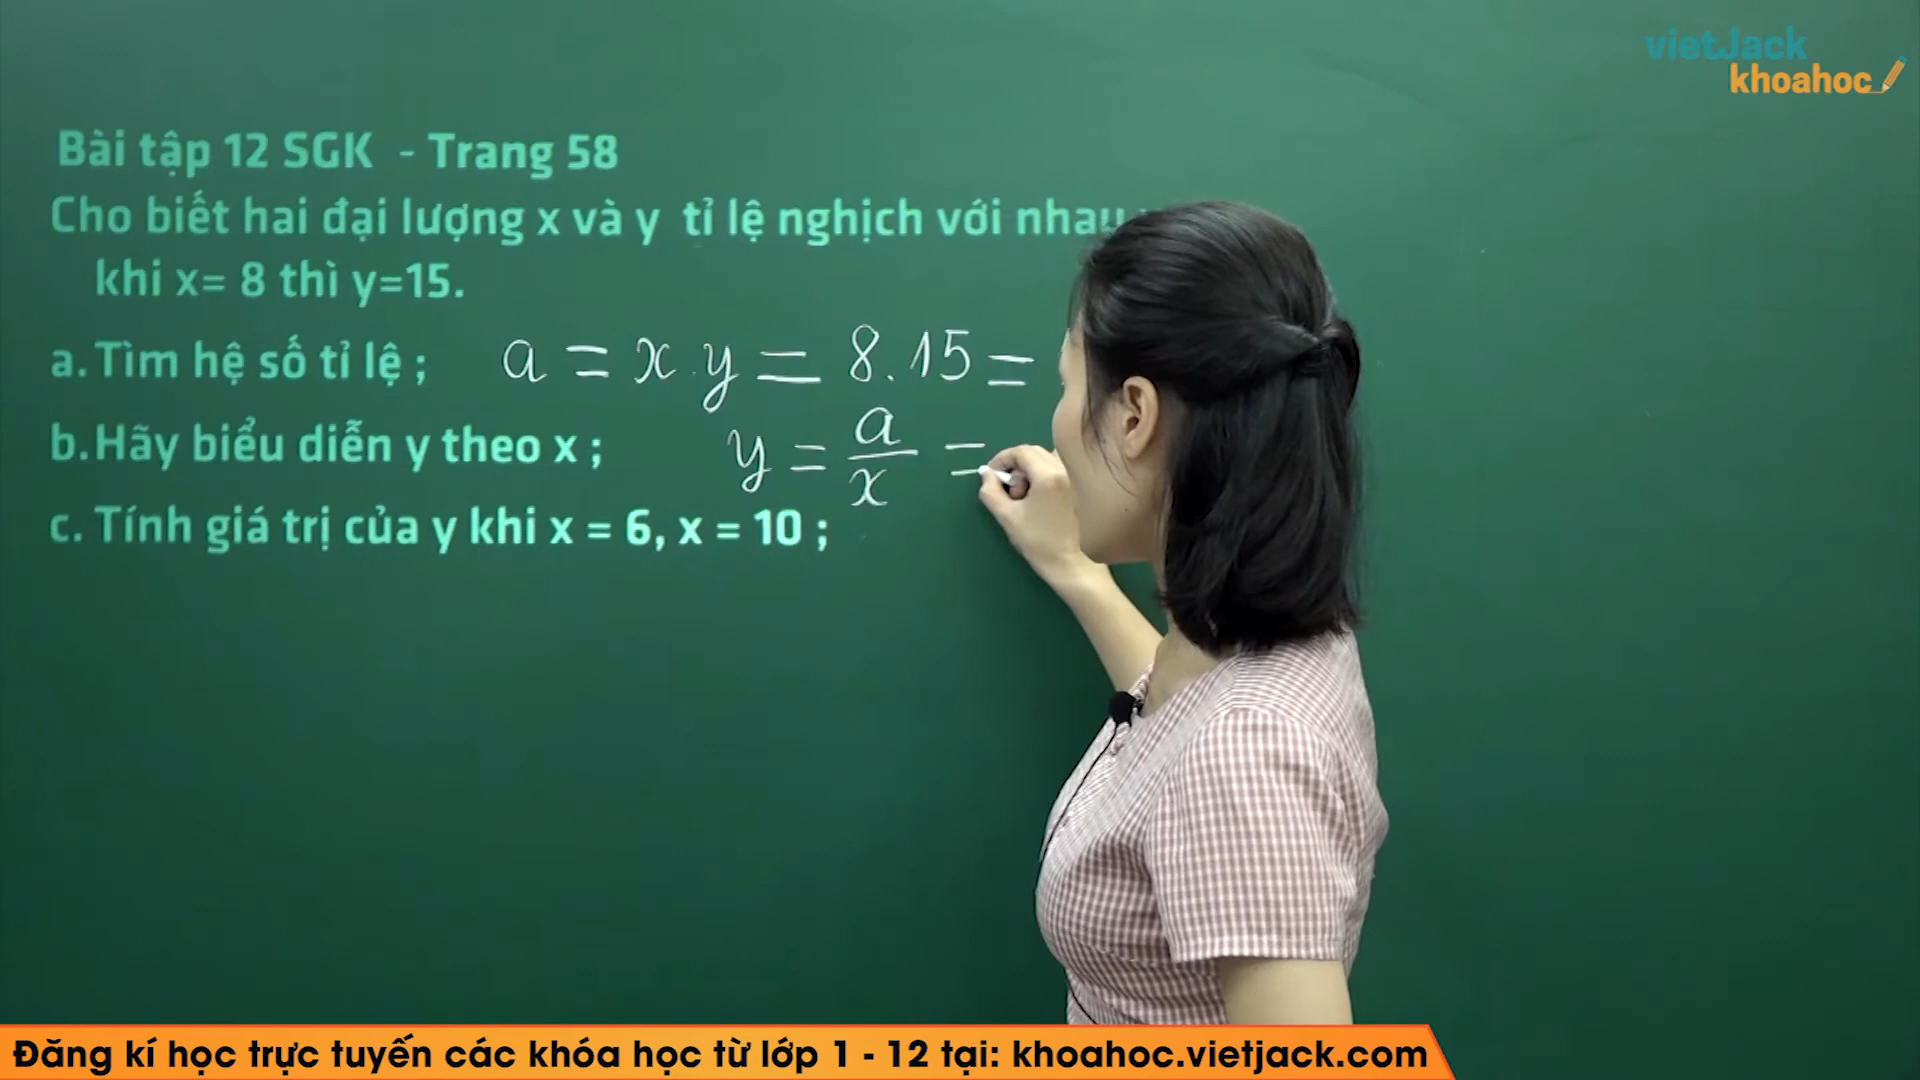 vietJack
khoahoc
Bài tập 12 SGK - Trang 58
Cho biết hai đại lượng x và y tỉ lệ nghịch với nhau
khi x= 8 thì y=15.
a. Tìm hệ số tỉ lệ ; a = x . y = 8 . 15 =
b. Hãy biểu diễn y theo x ; y = a/x =
c. Tính giá trị của y khi x = 6, x = 10 ;
Đăng kí học trực tuyến các khóa học từ lớp 1 - 12 tại: khoahoc.vietjack.com